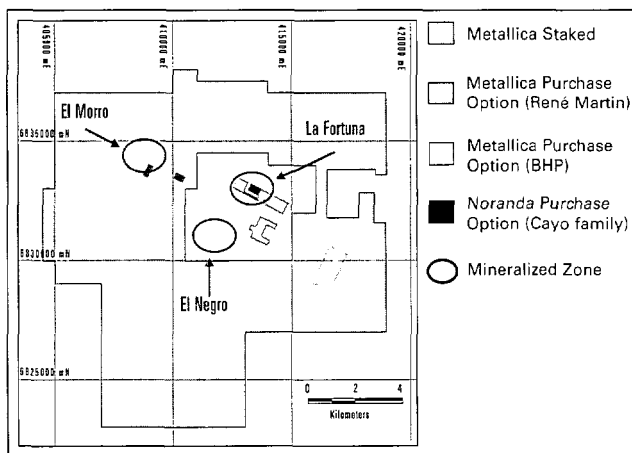 405000 mE
410000 mE
415000 mE
420000 mE
El Morro
La Fortuna
6835000 mN
6830000 mN
El Negro
6825000 mN
0 2 4
Kilometers
Metallica Staked
Metallica Purchase
Option (René Martin)
Metallica Purchase
Option (BHP)
Noranda Purchase
Option (Cayo family)
Mineralized Zone